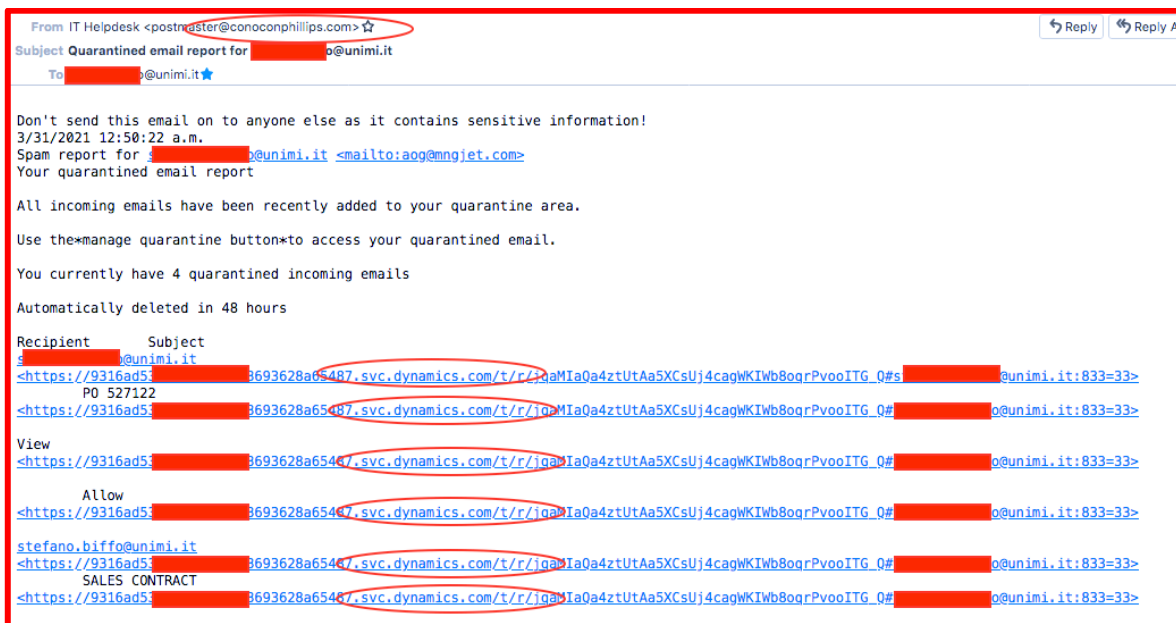 From IT Helpdesk <postmaster@conoconphillips.com>
Reply
Reply A
Subject Quarantined email report for o@unimi.it
To o@unimi.it
Don't send this email on to anyone else as it contains sensitive information!
3/31/2021 12:50:22 a.m.
Spam report for s @unimi.it <mailto:aog@mngjet.com>
Your quarantined email report
All incoming emails have been recently added to your quarantine area.
Use the*manage quarantine button*to access your quarantined email.
You currently have 4 quarantined incoming emails
Automatically deleted in 48 hours
Recipient Subject
s o@unimi.it
<https://9316ad53 3693628a65487.svc.dynamics.com/t/r/jqaMIaQa4ztUtAa5XCsUj4cagWKIWb8oqrPvooITG_Q#s @unimi.it:833=33>
PO 527122
<https://9316ad53 3693628a65487.svc.dynamics.com/t/r/jqaMIaQa4ztUtAa5XCsUj4cagWKIWb8oqrPvooITG_Q# o@unimi.it:833=33>
View
<https://9316ad53 3693628a65487.svc.dynamics.com/t/r/jqaMIaQa4ztUtAa5XCsUj4cagWKIWb8oqrPvooITG_Q# o@unimi.it:833=33>
Allow
<https://9316ad53 3693628a65487.svc.dynamics.com/t/r/jqaMIaQa4ztUtAa5XCsUj4cagWKIWb8oqrPvooITG_Q# o@unimi.it:833=33>
stefano.biffo@unimi.it
<https://9316ad53 3693628a65487.svc.dynamics.com/t/r/jqaMIaQa4ztUtAa5XCsUj4cagWKIWb8oqrPvooITG_Q# o@unimi.it:833=33>
SALES CONTRACT
<https://9316ad53 3693628a65487.svc.dynamics.com/t/r/jqaMIaQa4ztUtAa5XCsUj4cagWKIWb8oqrPvooITG_Q# o@unimi.it:833=33>